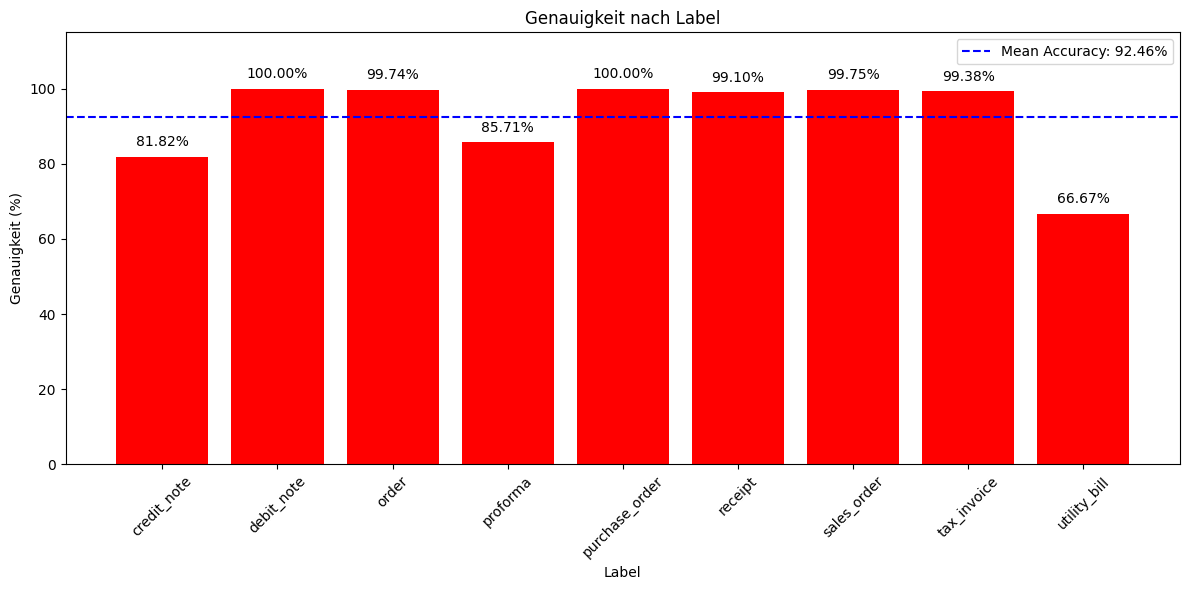 Genauigkeit nach Label
Mean Accuracy: 92.46%
Genauigkeit (%)
100
80
60
40
20
0
81.82%
100.00%
99.74%
85.71%
100.00%
99.10%
99.75%
99.38%
66.67%
credit_note
debit_note
order
proforma
purchase_order
receipt
sales_order
tax_invoice
utility_bill
Label